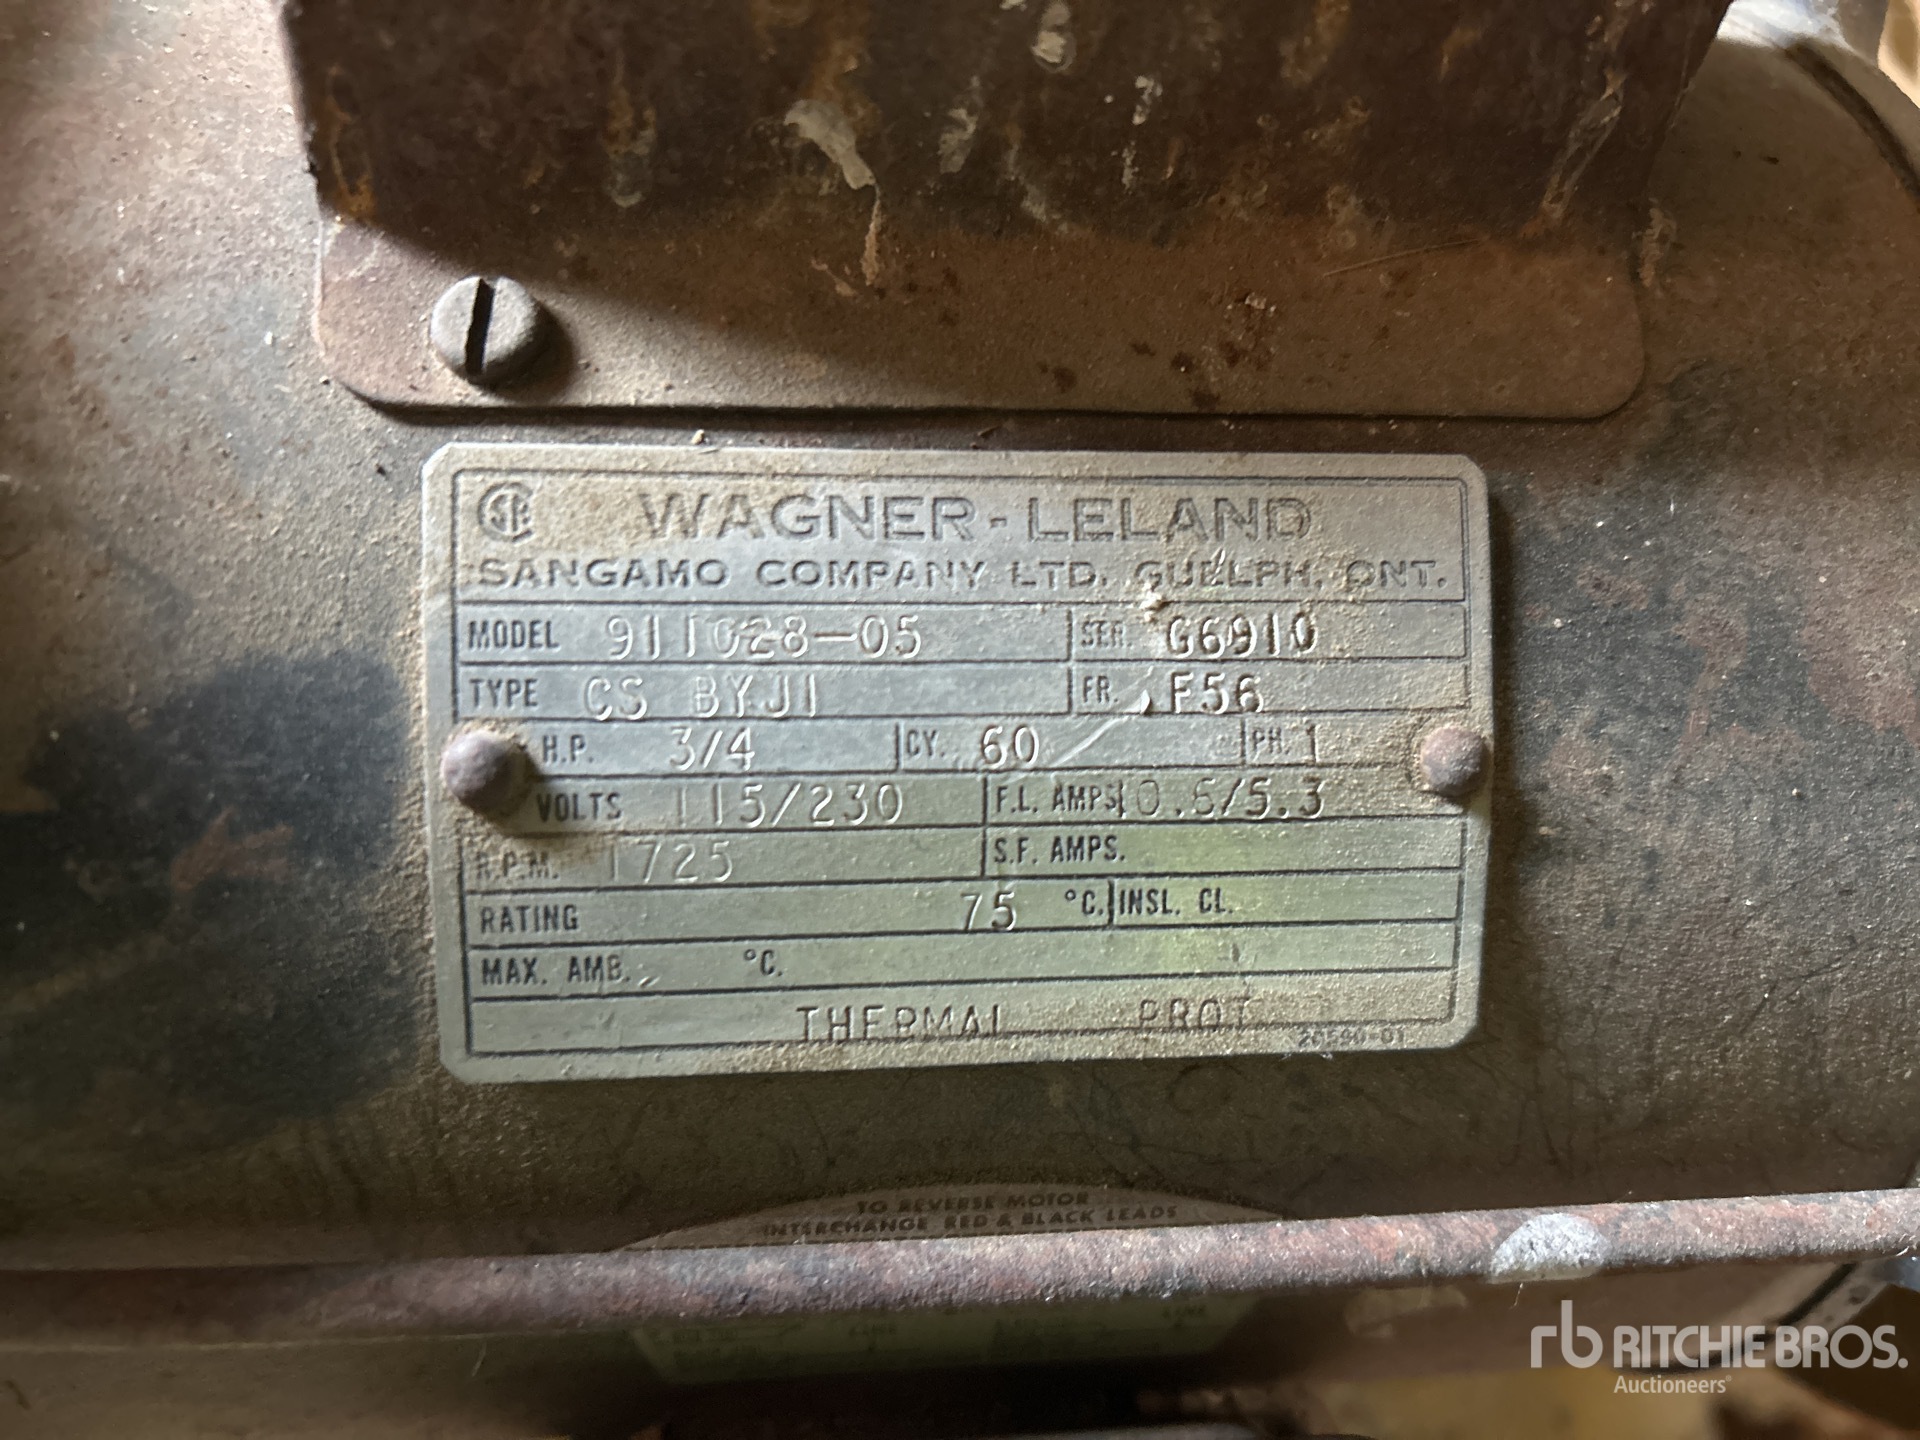 CSA WAGNER-LELAND
SANGAMO COMPANY LTD. GUELPH, ONT.
MODEL 911028-05 SER. G6910
TYPE CS BYJ1 FR. F56
H.P. 3/4 CY. 60 PH. 1
VOLTS 115/230 F.L. AMPS 10.6/5.3
R.P.M. 1725 S.F. AMPS.
RATING 75 °C. INSL. CL.
MAX. AMB. °C.
THERMAL PROT
20590-01
TO REVERSE MOTOR
INTERCHANGE RED & BLACK LEADS
rb RITCHIE BROS.
Auctioneers